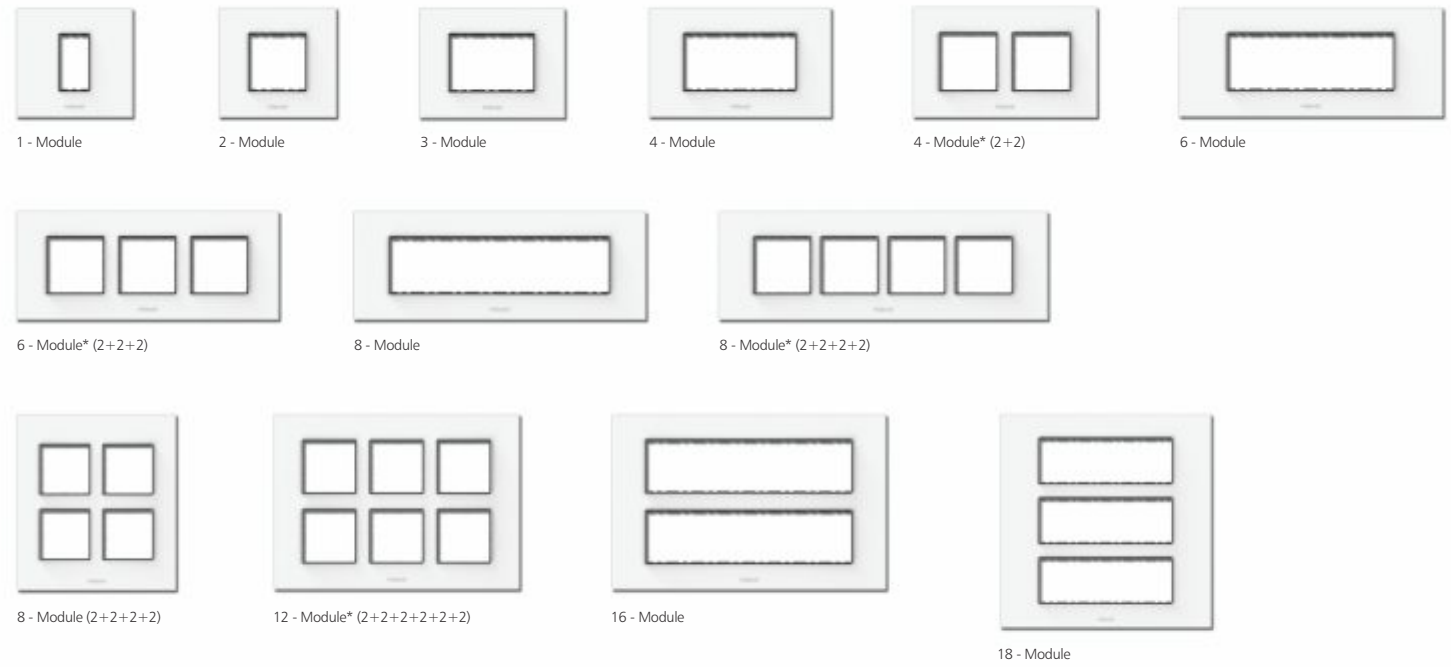 1 - Module
2 - Module
3 - Module
4 - Module
4 - Module* (2+2)
6 - Module
6 - Module* (2+2+2)
8 - Module
8 - Module* (2+2+2+2)
8 - Module (2+2+2+2)
12 - Module* (2+2+2+2+2+2)
16 - Module
18 - Module